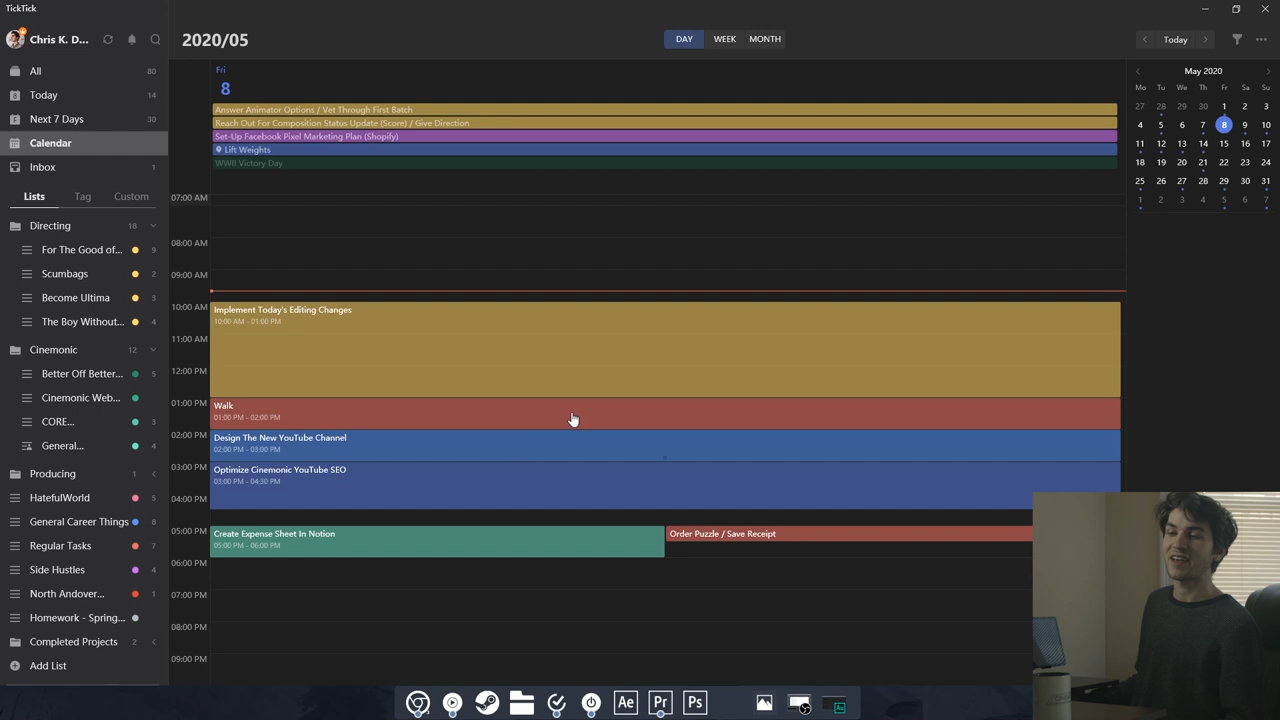 TickTick
Chris K. D...
2020/05
DAY
WEEK
MONTH
Today
All
80
Today
14
Next 7 Days
30
Calendar
Inbox
1
Lists
Tag
Custom
Directing
18
For The Good of...
9
Scumbags
2
Become Ultima
3
The Boy Without...
4
Cinemonic
12
Better Off Better...
5
Cinemonic Web...
CORE...
3
General...
4
Producing
1
HatefulWorld
5
General Career Things
8
Regular Tasks
7
Side Hustles
4
North Andover...
1
Homework - Spring...
Completed Projects
2
Add List
Fri
8
Answer Animator Options / Vet Through First Batch
Reach Out For Composition Status Update (Score) / Give Direction
Set-Up Facebook Pixel Marketing Plan (Shopify)
Lift Weights
WWII Victory Day
07:00 AM
08:00 AM
09:00 AM
10:00 AM
Implement Today's Editing Changes
10:00 AM - 01:00 PM
11:00 AM
12:00 PM
01:00 PM
Walk
01:00 PM - 02:00 PM
02:00 PM
Design The New YouTube Channel
02:00 PM - 03:00 PM
03:00 PM
Optimize Cinemonic YouTube SEO
03:00 PM - 04:30 PM
04:00 PM
05:00 PM
Create Expense Sheet In Notion
05:00 PM - 06:00 PM
Order Puzzle / Save Receipt
06:00 PM
07:00 PM
08:00 PM
09:00 PM
May 2020
Mo Tu We Th Fr Sa Su
27 28 29 30 1 2 3
4 5 6 7 8 9 10
11 12 13 14 15 16 17
18 19 20 21 22 23 24
25 26 27 28 29 30 31
1 2 3 4 5 6 7
Ae
Pr
Ps
Au